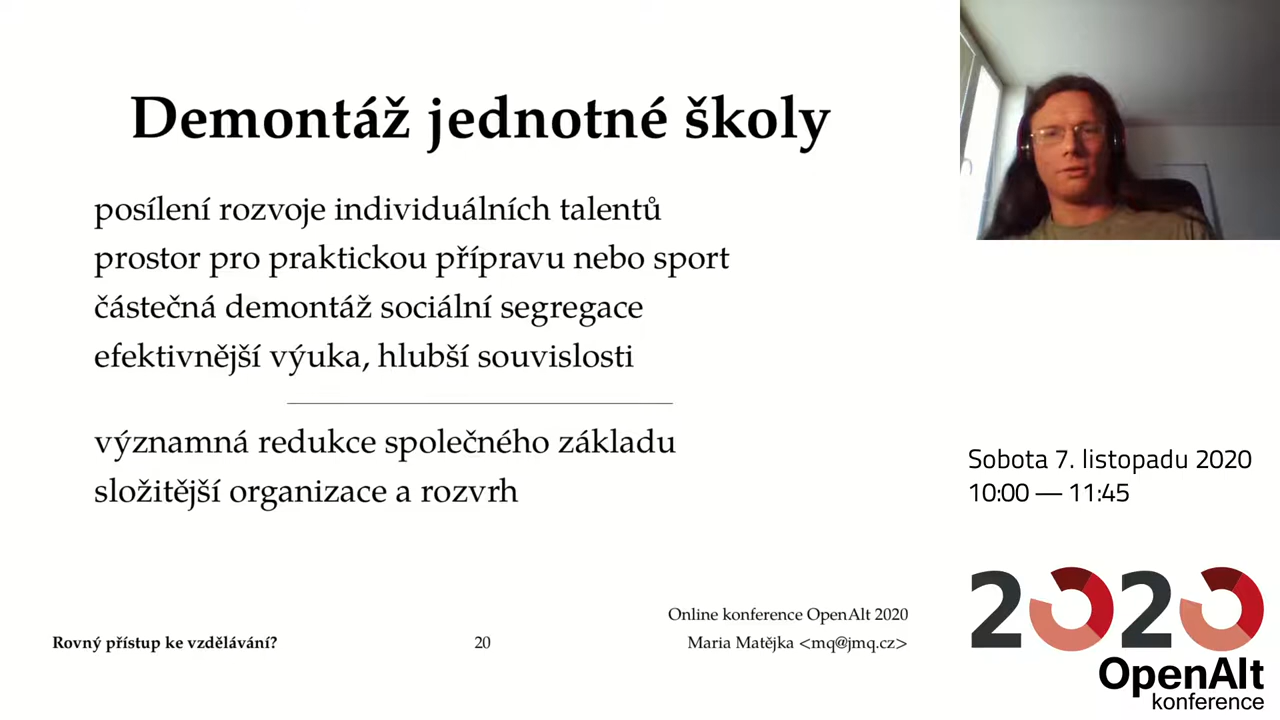 Demontáž jednotné školy
posílení rozvoje individuálních talentů
prostor pro praktickou přípravu nebo sport
částečná demontáž sociální segregace
efektivnější výuka, hlubší souvislosti
významná redukce společného základu
složitější organizace a rozvrh
Online konference OpenAlt 2020
Rovný přístup ke vzdělávání?
20
Maria Matějka <mq@jmq.cz>
Sobota 7. listopadu 2020
10:00 — 11:45
2020
OpenAlt
konference